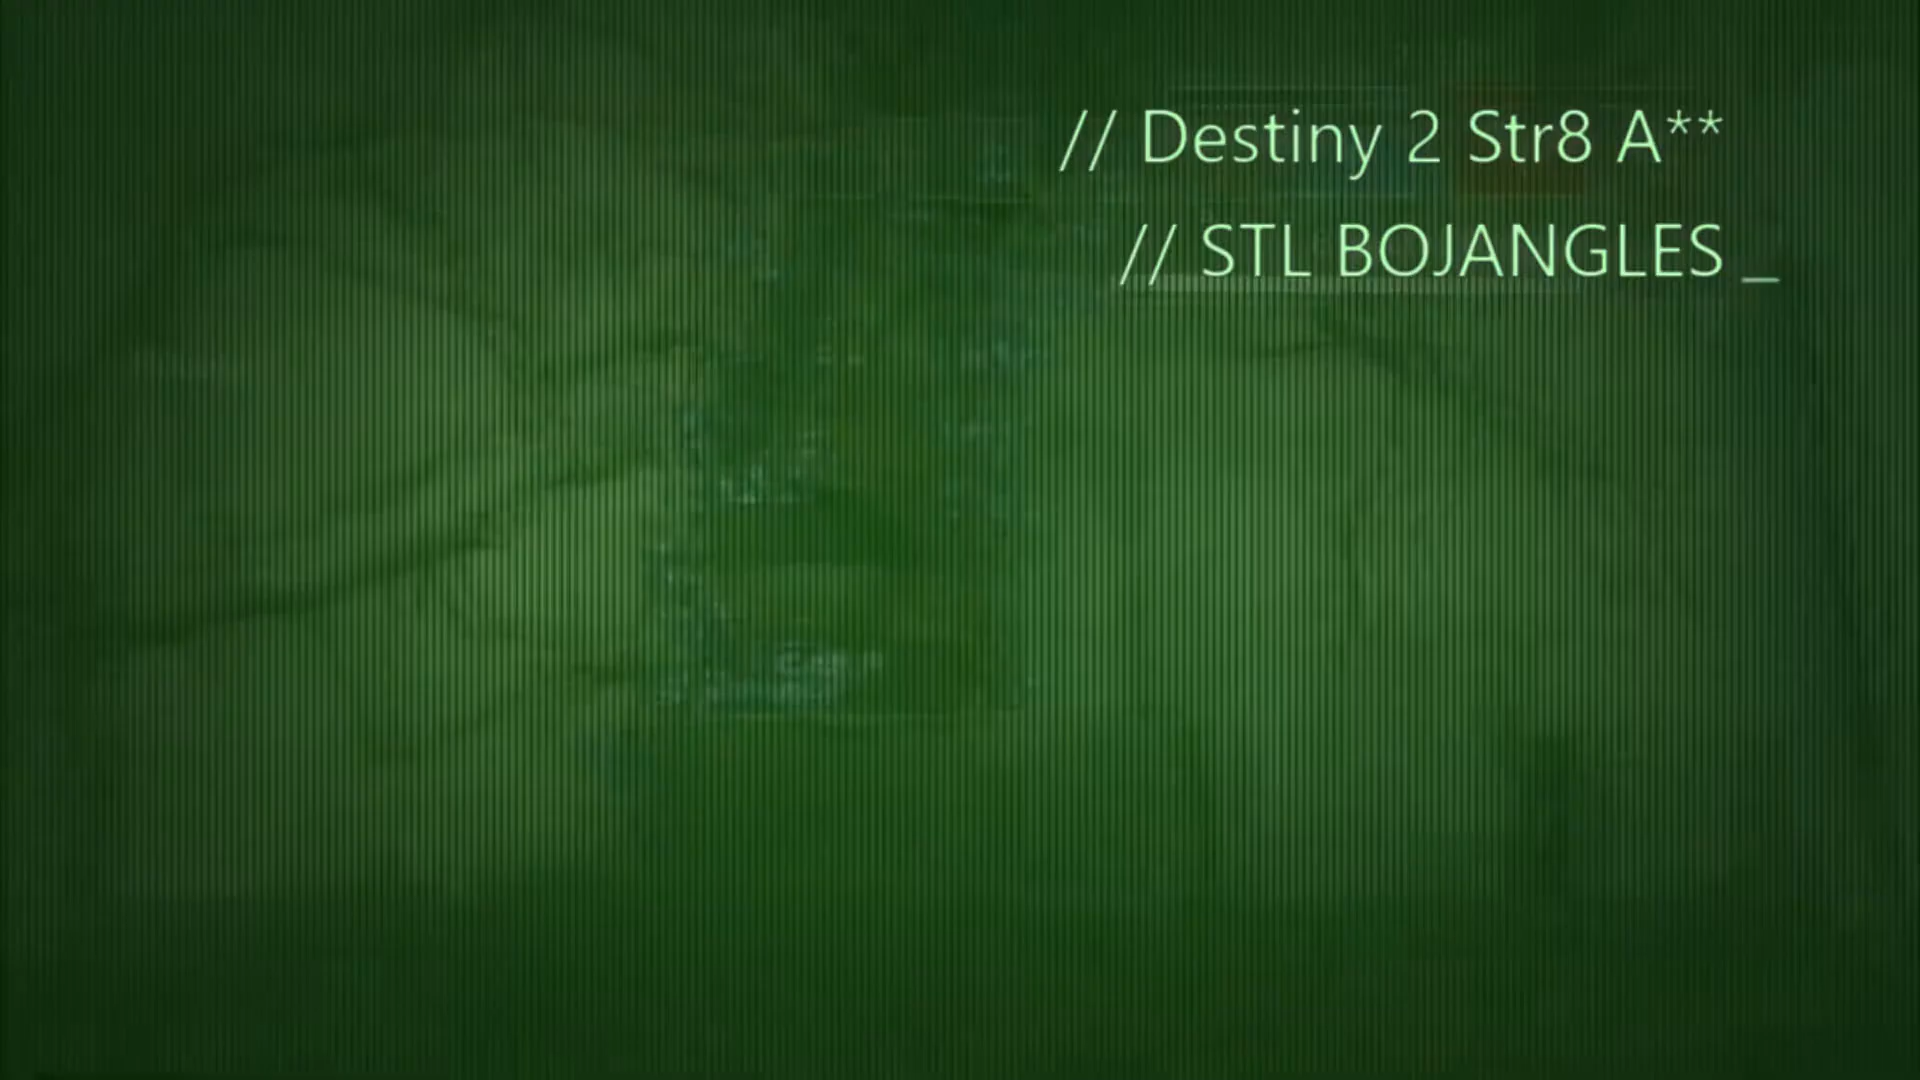 // Destiny 2 Str8 A**
// STL BOJANGLES _